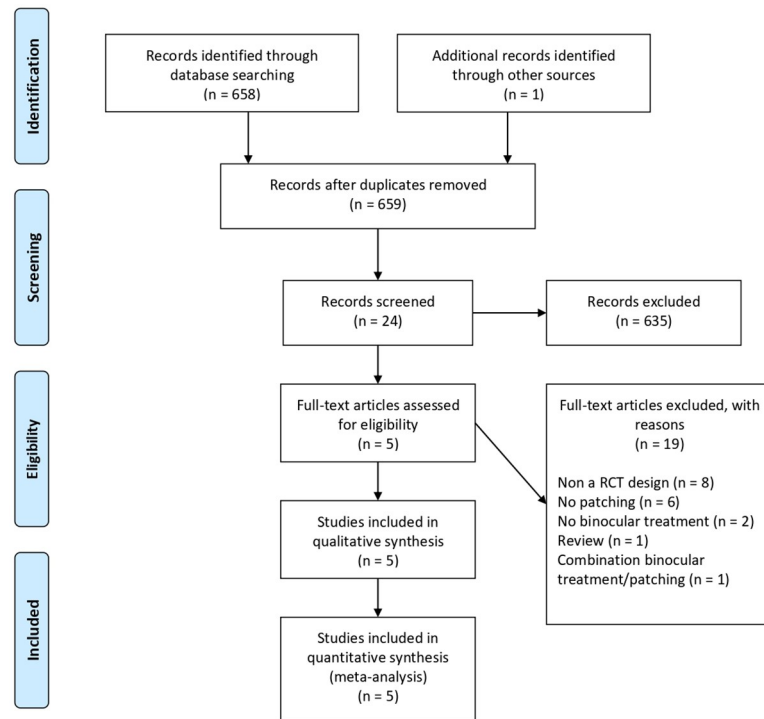 Identification
Records identified through
database searching
(n = 658)
Additional records identified
through other sources
(n = 1)
Records after duplicates removed
(n = 659)
Screening
Records screened
(n = 24)
Records excluded
(n = 635)
Eligibility
Full-text articles assessed
for eligibility
(n = 5)
Full-text articles excluded, with
reasons
(n = 19)
Non a RCT design (n = 8)
No patching (n = 6)
No binocular treatment (n = 2)
Review (n = 1)
Combination binocular
treatment/patching (n = 1)
Studies included in
qualitative synthesis
(n = 5)
Included
Studies included in
quantitative synthesis
(meta-analysis)
(n = 5)